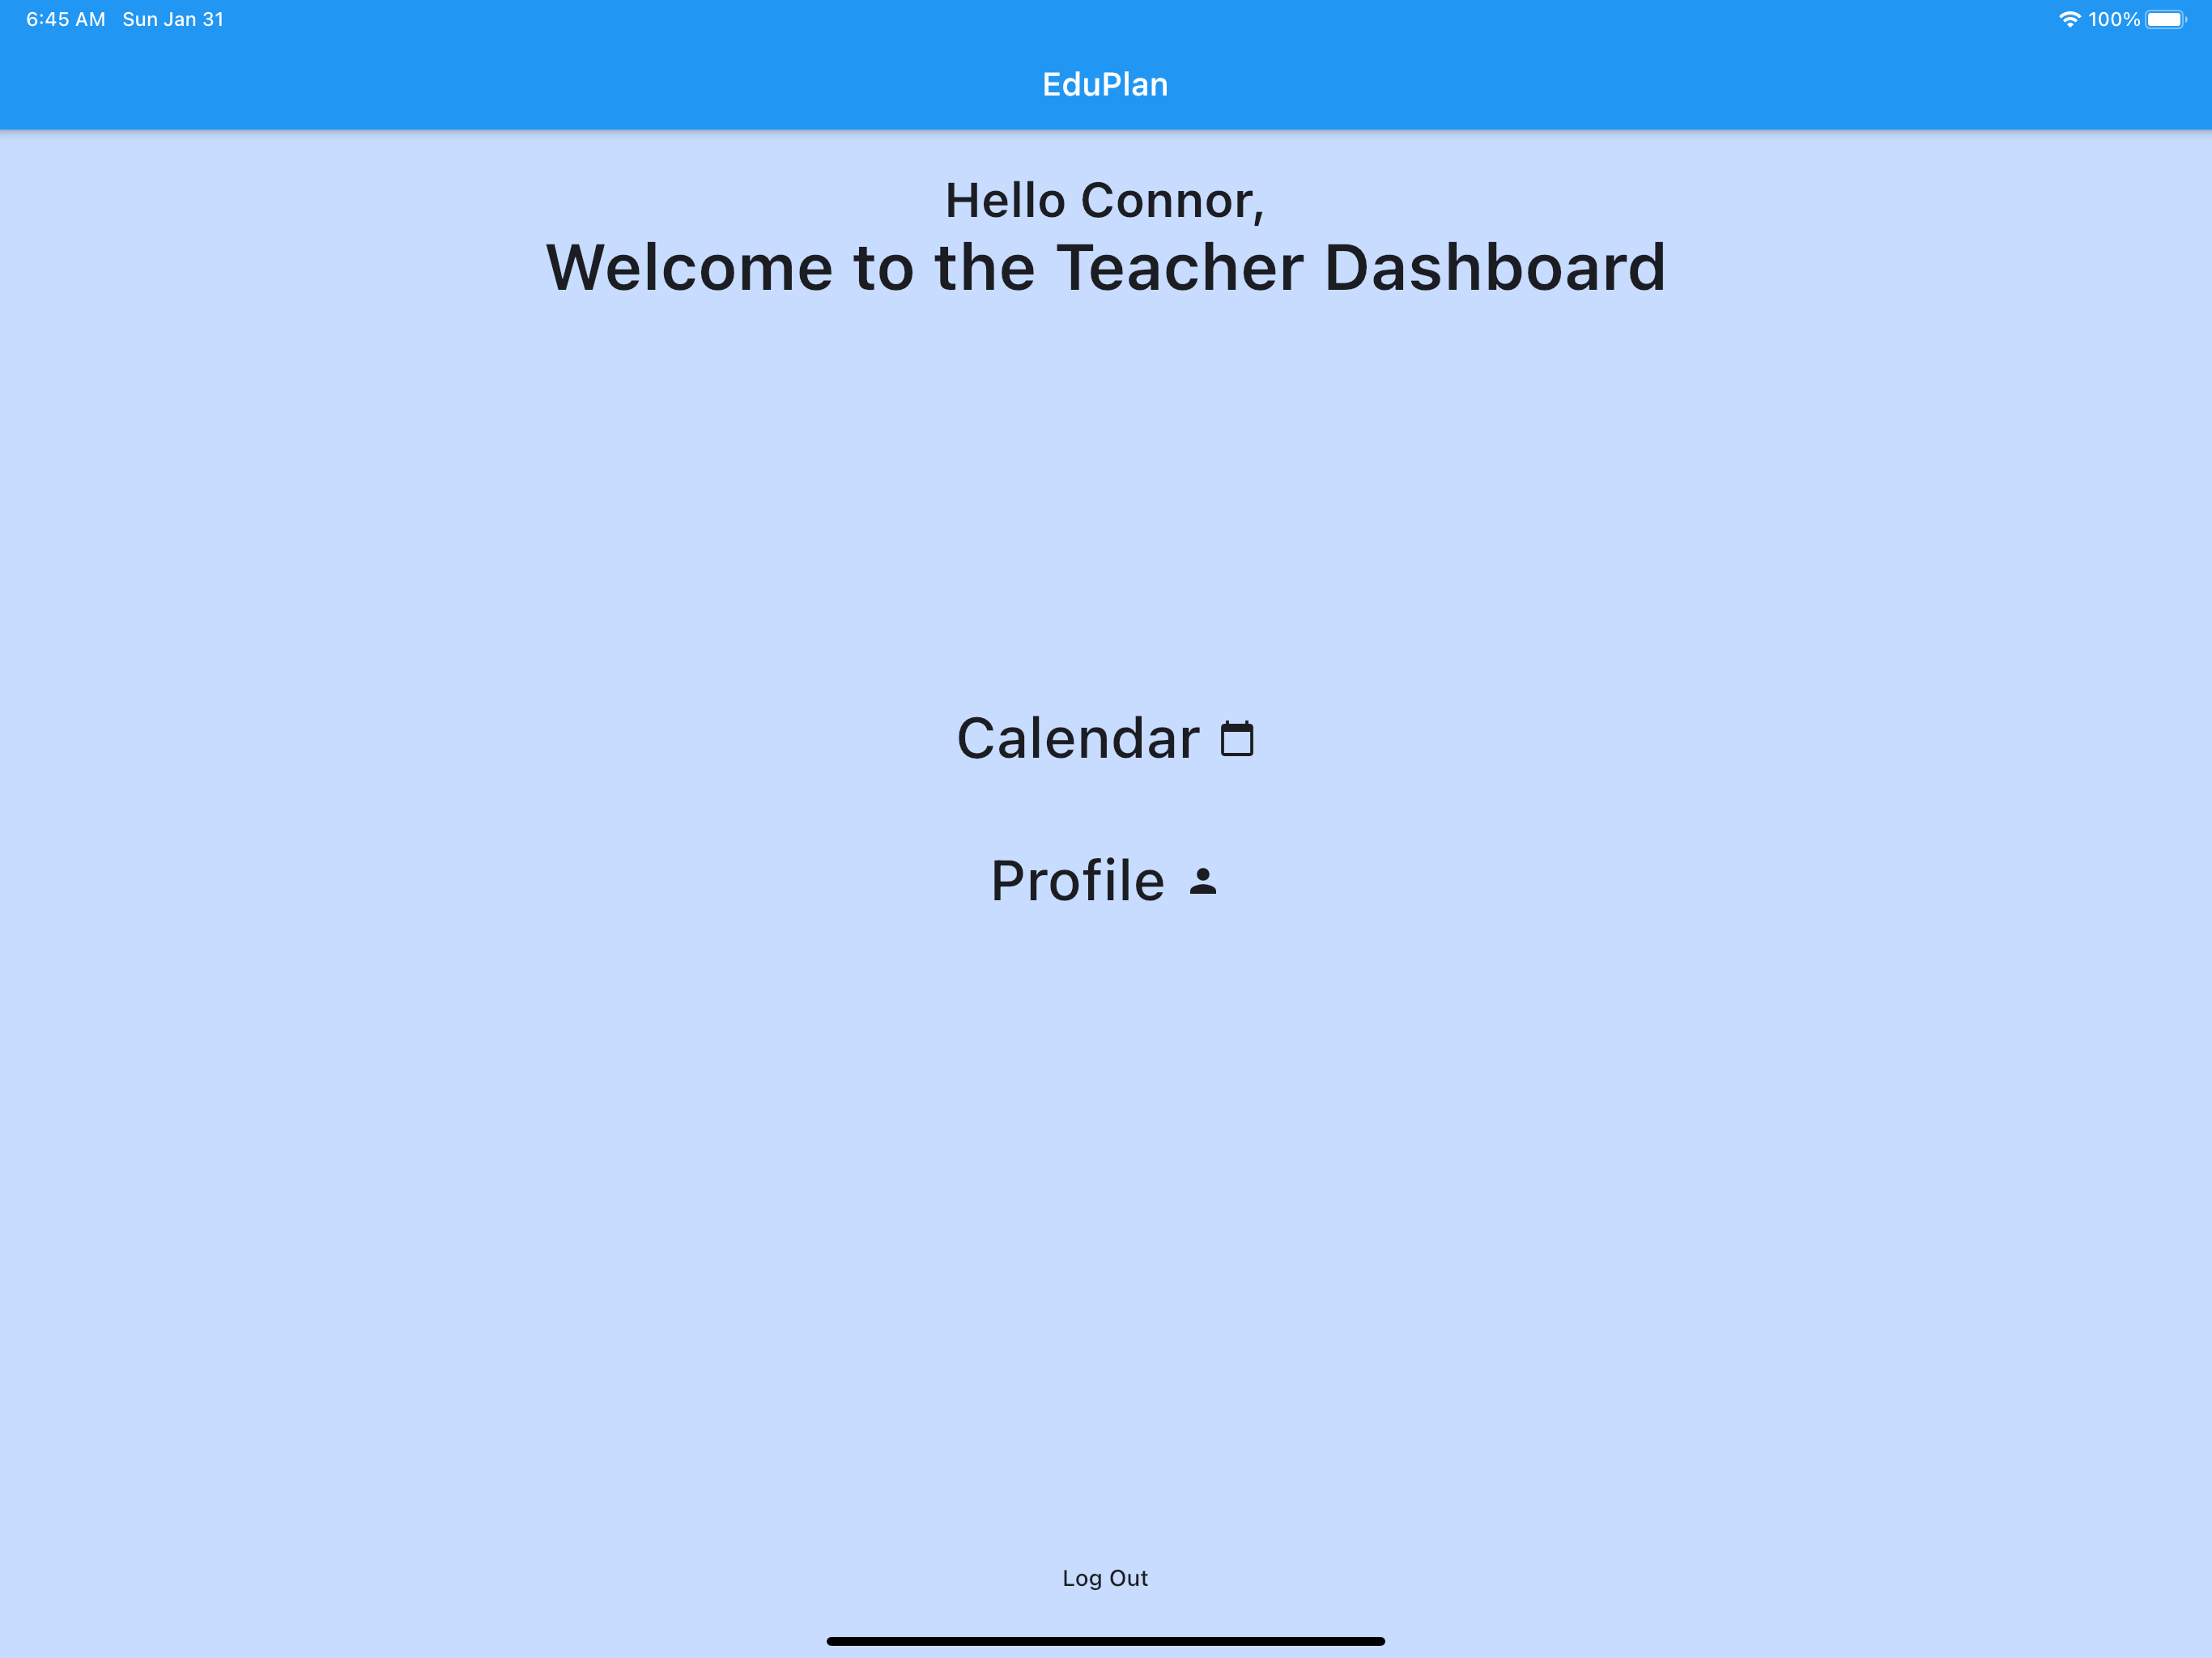 6:45 AM Sun Jan 31 100%
EduPlan
Hello Connor,
Welcome to the Teacher Dashboard
Calendar
Profile
Log Out